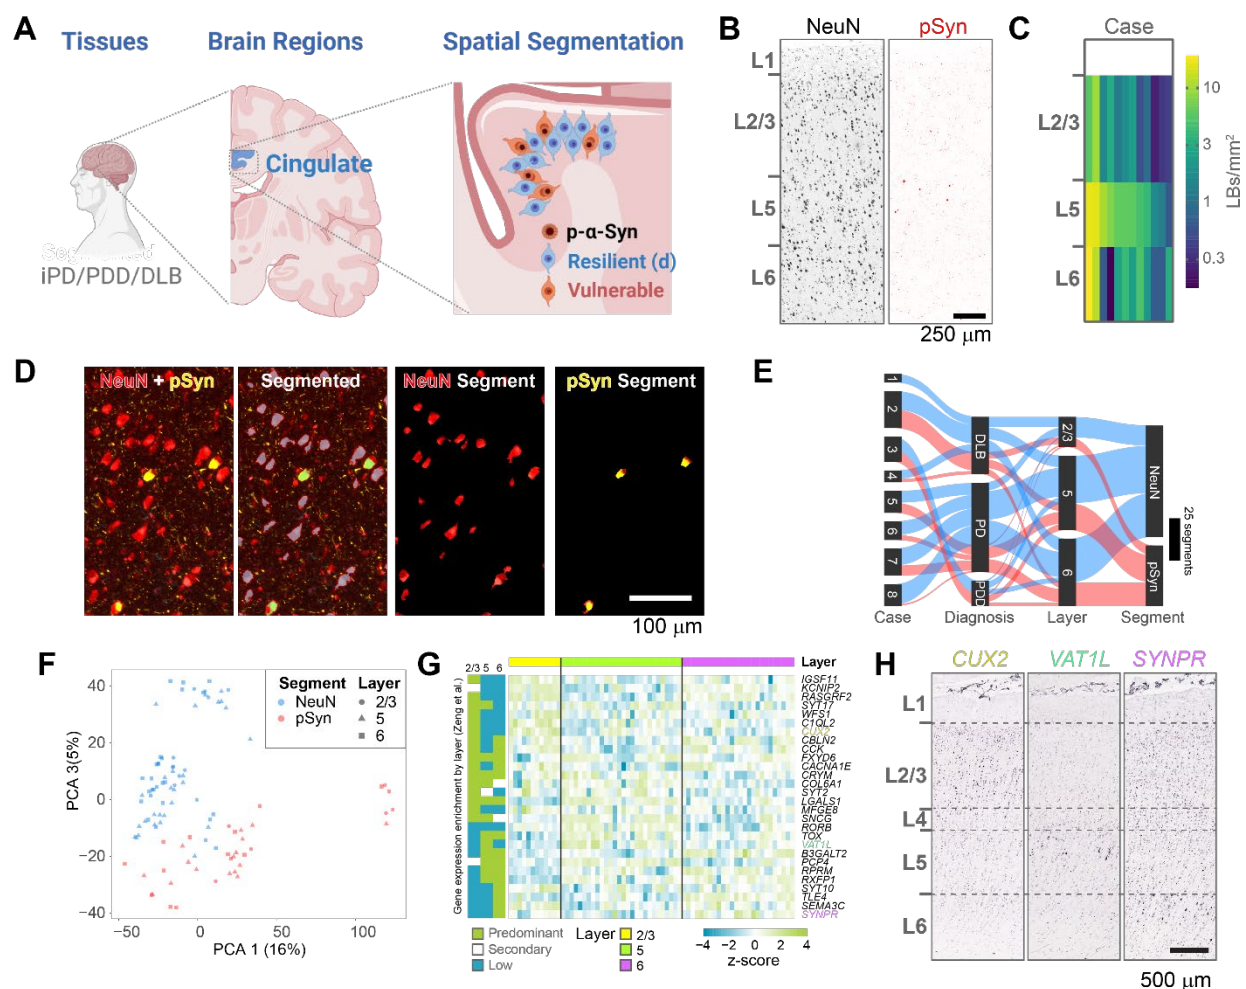 A
Tissues
Brain Regions
Spatial Segmentation
Cingulate
Segmented
iPD/PDD/DLB
p-α-Syn
Resilient (d)
Vulnerable
B
NeuN
pSyn
L1
L2/3
L5
L6
250 μm
C
Case
L2/3
L5
L6
10
3
1
0.3
LBs/mm²
D
NeuN + pSyn
Segmented
NeuN Segment
pSyn Segment
100 μm
E
1
2
3
4
5
6
7
8
DLB
PD
PDD
2/3
5
6
NeuN
pSyn
25 segments
Case
Diagnosis
Layer
Segment
F
40
20
0
−20
−40
PCA 3(5%)
−50
0
50
100
PCA 1 (16%)
Segment
NeuN
pSyn
Layer
2/3
5
6
G
2/3 5 6
Layer
Gene expression enrichment by layer (Zeng et al.)
IGSF11
KCNIP2
RASGRF2
SYT17
WFS1
C1QL2
CUX2
CBLN2
CCK
FXYD6
CACNA1E
CRYM
COL6A1
SYT2
LGALS1
MFGE8
SNCG
RORB
TOX
VAT1L
B3GALT2
PCP4
RPRM
RXFP1
SYT10
TLE4
SEMA3C
SYNPR
Predominant
Secondary
Low
Layer
2/3
5
6
−4 −2 0 2 4
z-score
H
CUX2
VAT1L
SYNPR
L1
L2/3
L4
L5
L6
500 μm